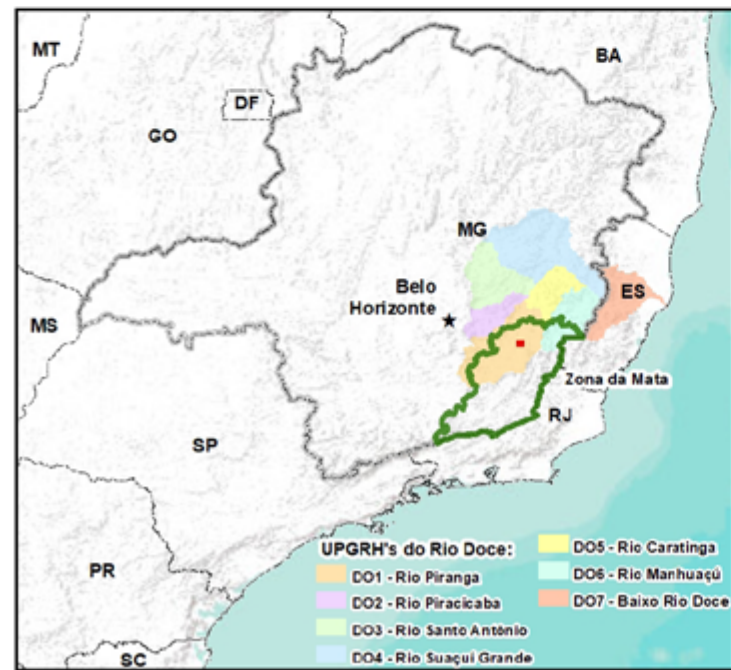 MT
BA
DF
GO
MG
Belo
Horizonte
ES
MS
Zona da Mata
RJ
SP
PR
SC
UPGRH's do Rio Doce:
DO1 - Rio Piranga
DO2 - Rio Piracicaba
DO3 - Rio Santo Antônio
DO4 - Rio Suaçui Grande
DO5 - Rio Caratinga
DO6 - Rio Manhuaçú
DO7 - Baixo Rio Doce